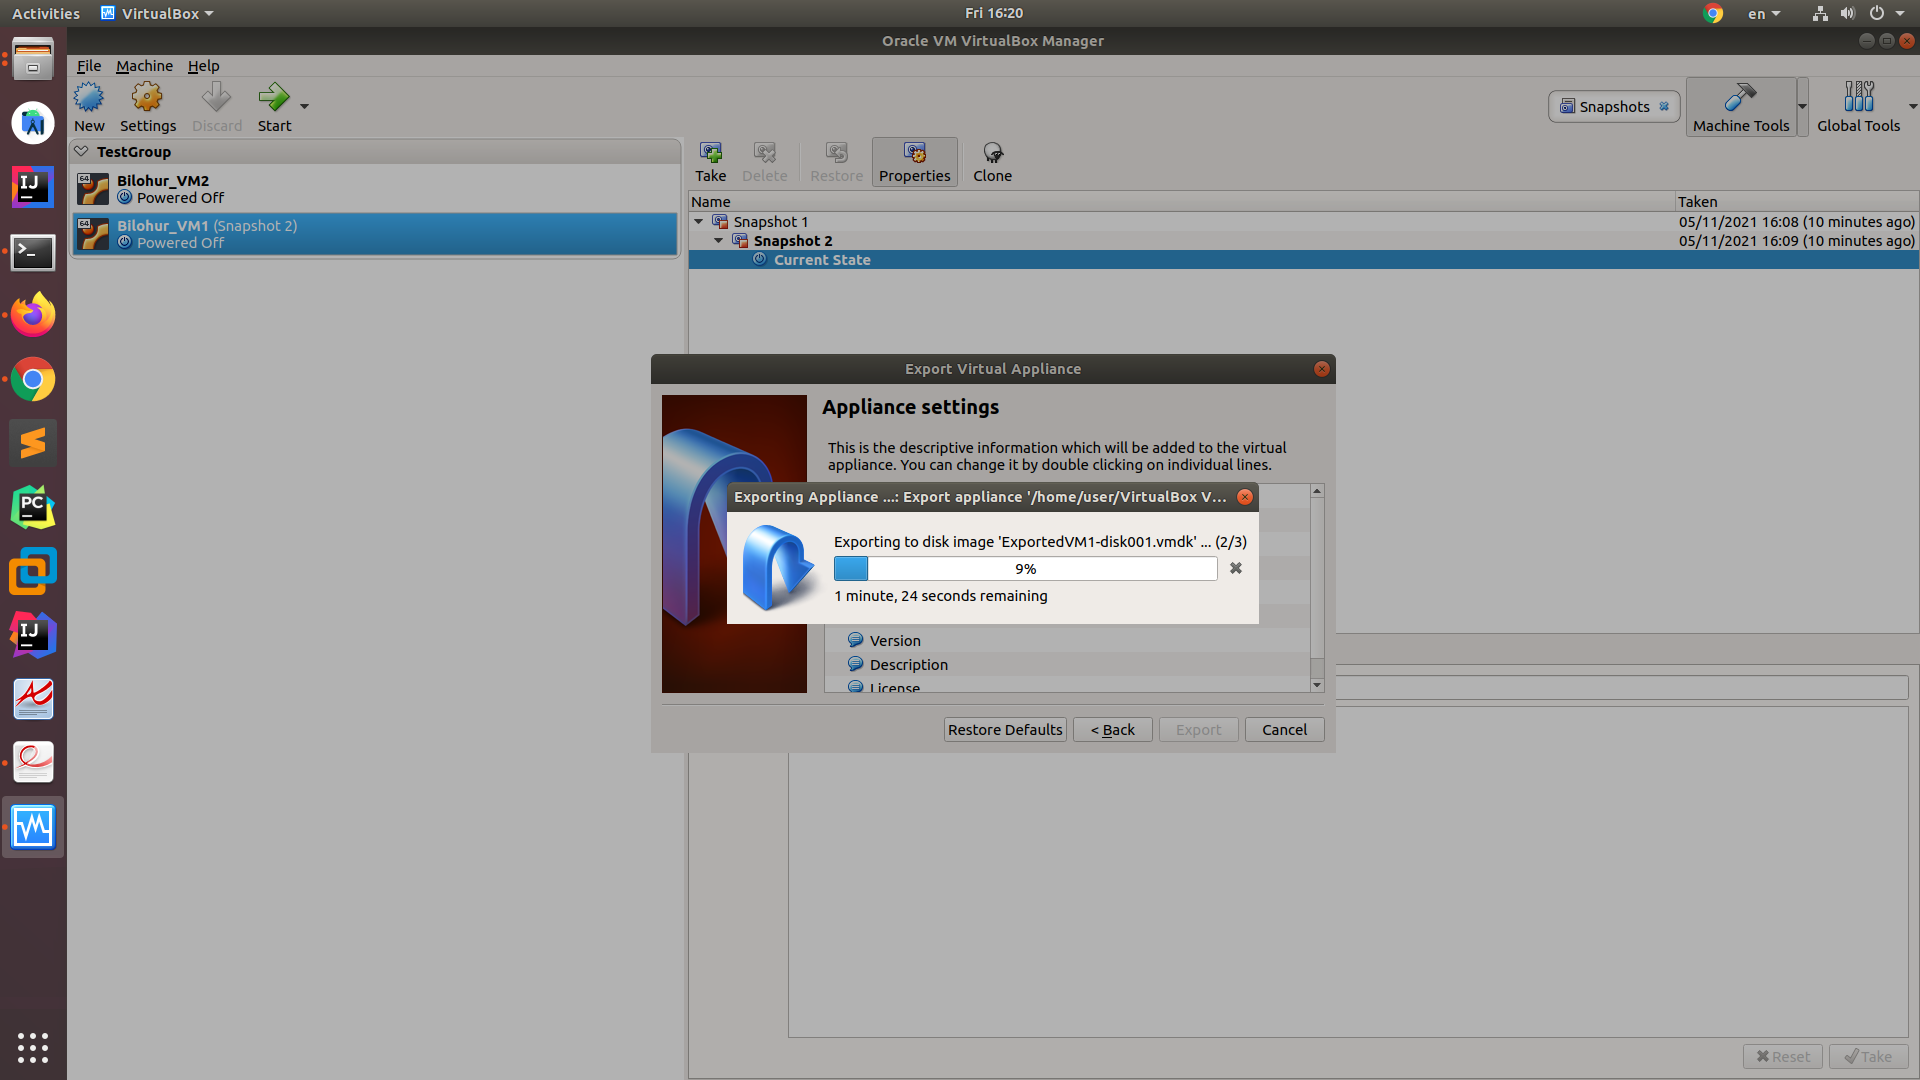 Activities VirtualBox Fri 16:20 en
Oracle VM VirtualBox Manager
File Machine Help
New Settings Discard Start Snapshots Machine Tools Global Tools
TestGroup
64 Bilohur_VM2
Powered Off
64 Bilohur_VM1 (Snapshot 2)
Powered Off
Take Delete Restore Properties Clone
Name Taken
Snapshot 1 05/11/2021 16:08 (10 minutes ago)
Snapshot 2 05/11/2021 16:09 (10 minutes ago)
Current State
Export Virtual Appliance
Appliance settings
This is the descriptive information which will be added to the virtual
appliance. You can change it by double clicking on individual lines.
Exporting Appliance ...: Export appliance '/home/user/VirtualBox V...
Exporting to disk image 'ExportedVM1-disk001.vmdk' ... (2/3)
9%
1 minute, 24 seconds remaining
Version
Description
License
Restore Defaults < Back Export Cancel
Reset Take
IJ
PC
IJ